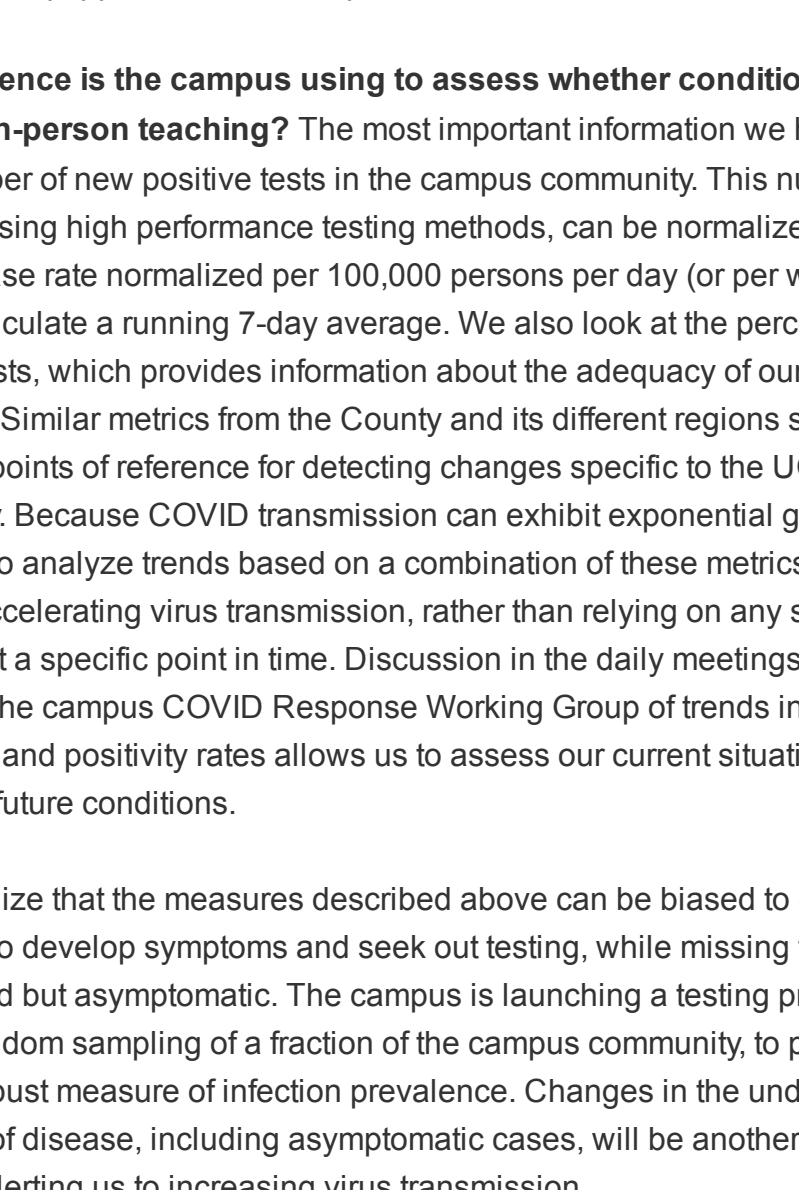 ence is the campus using to assess whether conditio
n-person teaching? The most important information we h
ber of new positive tests in the campus community. This nu
sing high performance testing methods, can be normalize
se rate normalized per 100,000 persons per day (or per w
culate a running 7-day average. We also look at the perc
sts, which provides information about the adequacy of our
Similar metrics from the County and its different regions s
points of reference for detecting changes specific to the UC
. Because COVID transmission can exhibit exponential g
o analyze trends based on a combination of these metrics
ccelerating virus transmission, rather than relying on any s
t a specific point in time. Discussion in the daily meetings
he campus COVID Response Working Group of trends in
and positivity rates allows us to assess our current situati
future conditions.
ize that the measures described above can be biased to
o develop symptoms and seek out testing, while missing
d but asymptomatic. The campus is launching a testing pr
dom sampling of a fraction of the campus community, to p
bust measure of infection prevalence. Changes in the und
of disease, including asymptomatic cases, will be another
lerting us to increasing virus transmission